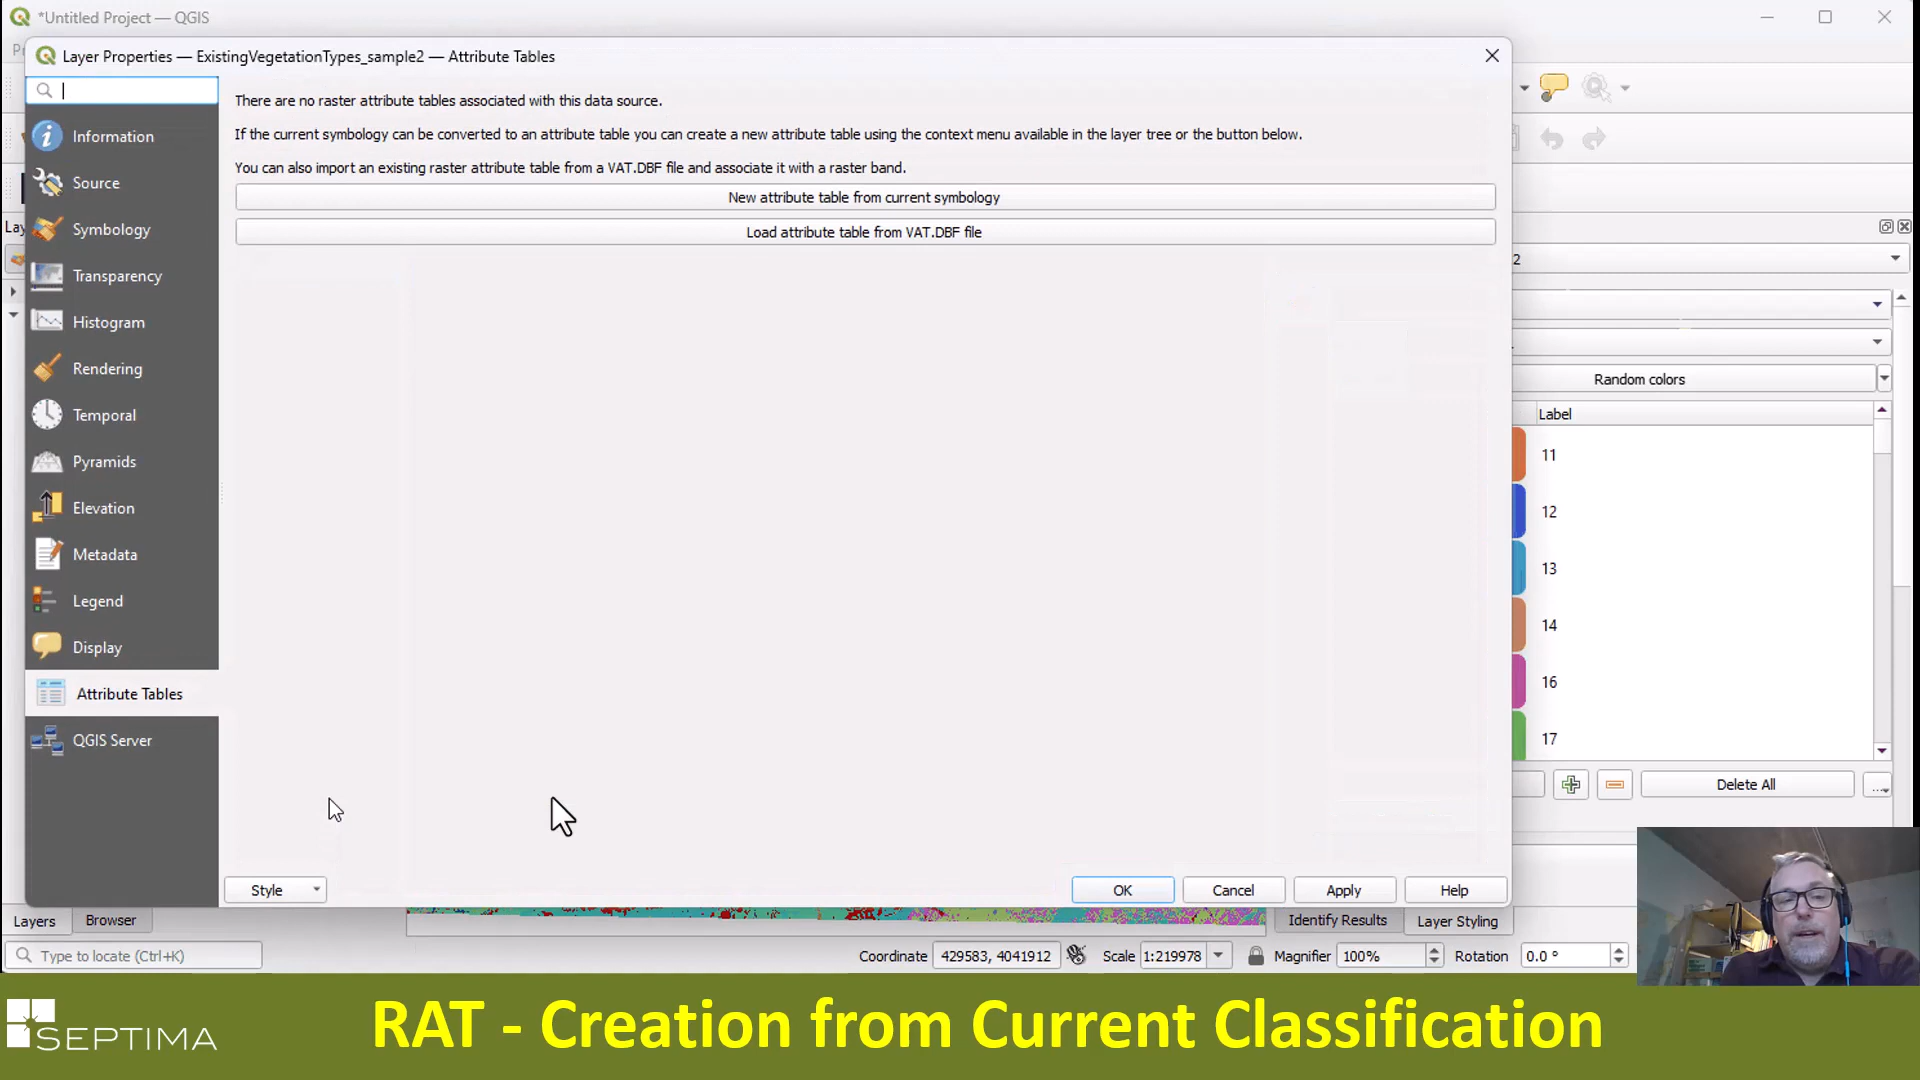 *Untitled Project — QGIS
Layer Properties — ExistingVegetationTypes_sample2 — Attribute Tables
There are no raster attribute tables associated with this data source.
If the current symbology can be converted to an attribute table you can create a new attribute table using the context menu available in the layer tree or the button below.
You can also import an existing raster attribute table from a VAT.DBF file and associate it with a raster band.
New attribute table from current symbology
Load attribute table from VAT.DBF file
Information
Source
Symbology
Transparency
Histogram
Rendering
Temporal
Pyramids
Elevation
Metadata
Legend
Display
Attribute Tables
QGIS Server
Style
OK
Cancel
Apply
Help
2
Random colors
Label
11
12
13
14
16
17
Delete All
...
Layers
Browser
Identify Results
Layer Styling
Type to locate (Ctrl+K)
Coordinate
429583, 4041912
Scale
1:219978
Magnifier
100%
Rotation
0.0 °
SEPTIMA
RAT - Creation from Current Classification